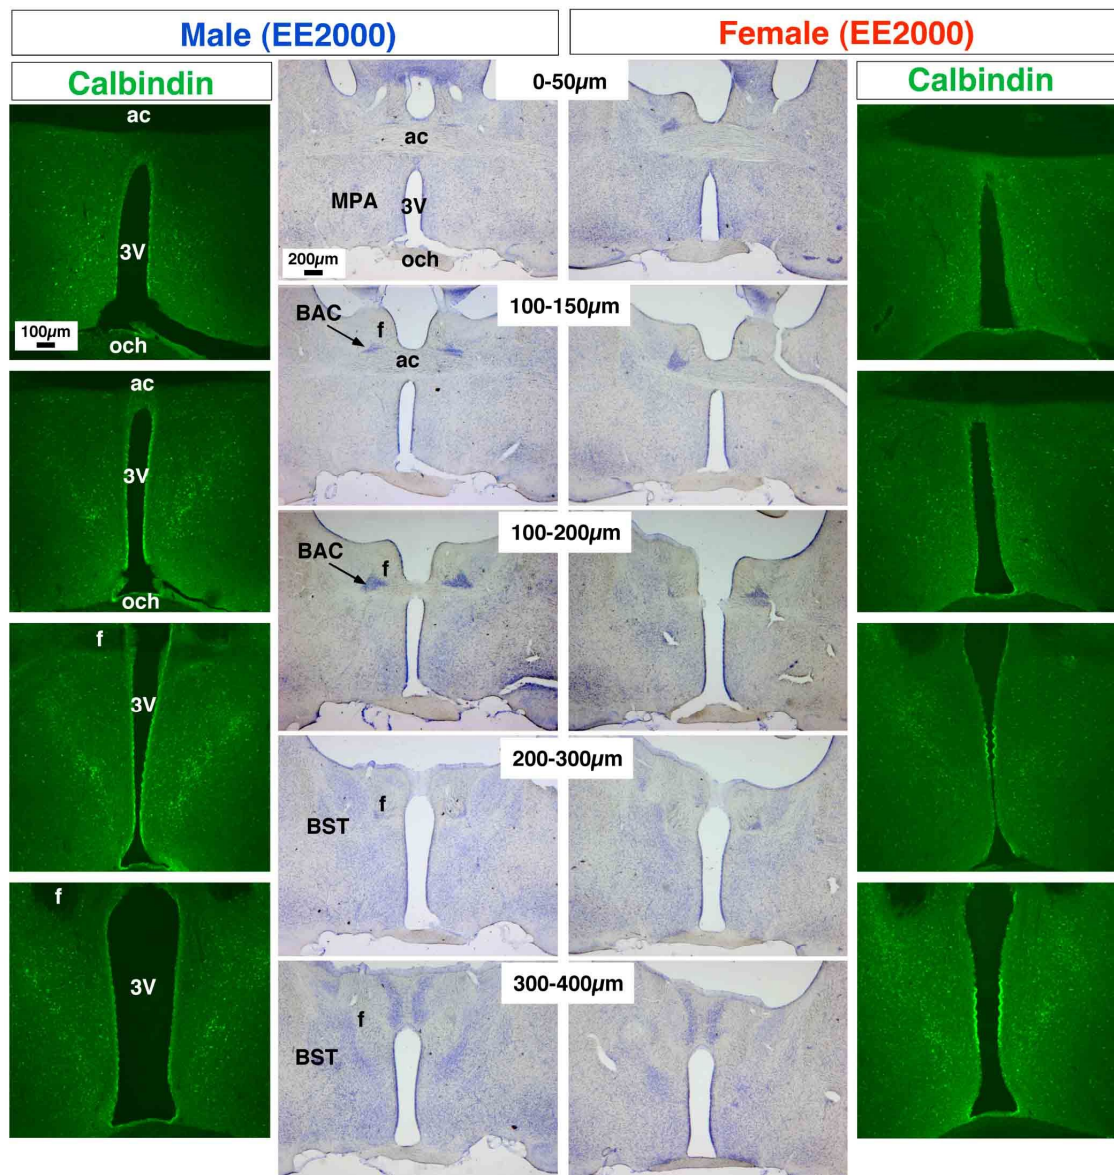 Male (EE2000)
Female (EE2000)
Calbindin
Calbindin
0-50µm
ac
3V
100µm
och
ac
MPA
3V
200µm
och
100-150µm
ac
3V
och
BAC
f
ac
100-200µm
BAC
f
f
3V
200-300µm
f
BST
f
3V
300-400µm
f
BST